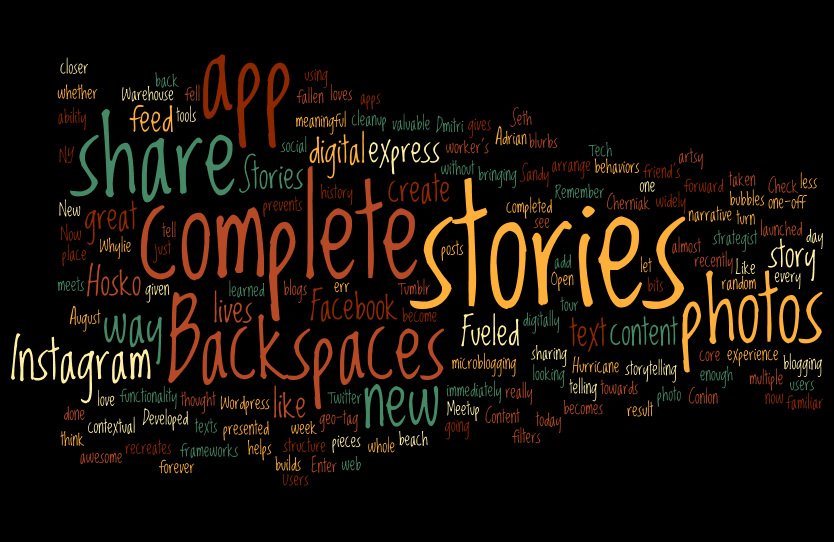 closer
back
app
using
whether
Warehouse
fell
fallen
loves
apps
ability
feed
tools
meaningful
cleanup
valuable
Dmitri
gives
Seth
Adrian
blurbs
NY
share
social
digital
express
worker's
Tech
Stories
without
bringing
Sandy
arrange
behaviors
friend's
artsy
New
great
prevents
history
create
Remember
one
forward
taken
Check
less
Now
tell
Complete
completed
Cherniak
widely
bubbles
one-off
place
Whylie
just
see
narrative
turn
stories
posts
almost
strategist
launched
day
meets
Hosko
given
learned
blogs
err
Tumblr
add
Open
let
bits
recently
Like
random
story
every
August
way
lives
Facebook
become
tour
digitally
photos
Instagram
Backspaces
Fueled
text
content
microblogging
sharing
looking
Hurricane
storytelling
core
experience
blogging
enough
multiple
users
love
functionality
thought
Wordpress
like
Twitter
new
immediately
really
telling
towards
photo
Conlon
now
familiar
done
contextual
Developed
texts
presented
week
geo-tag
Meetup
Content
today
becomes
result
think
awesome
recreates
frameworks
helps
structure
pieces
whole
beach
going
filters
forever
builds
Enter
web
Users